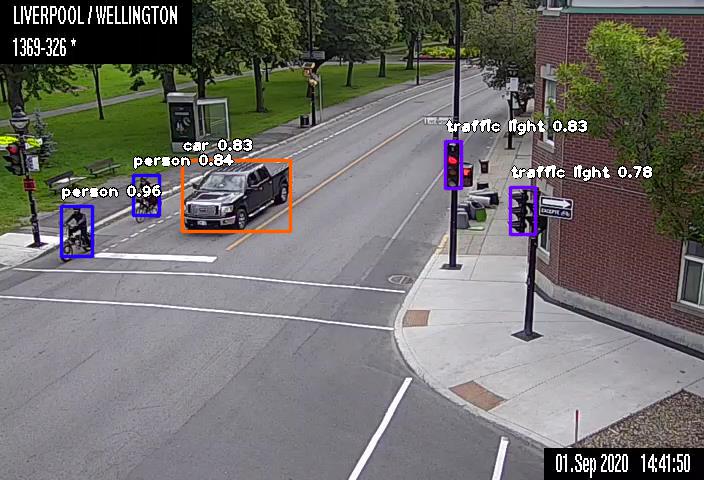 LIVERPOOL / WELLINGTON
1369-326 *
traffic light 0.83
car 0.83
person 0.84
traffic light 0.78
person 0.96
EXCEPTÉ
01.Sep 2020 14:41:50